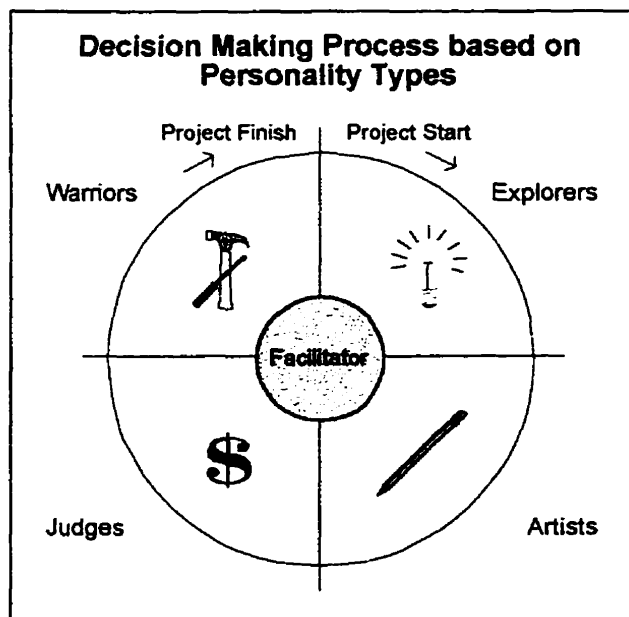 Decision Making Process based on
Personality Types
Project Finish
Project Start
Warriors
Explorers
Facilitator
$
Judges
Artists